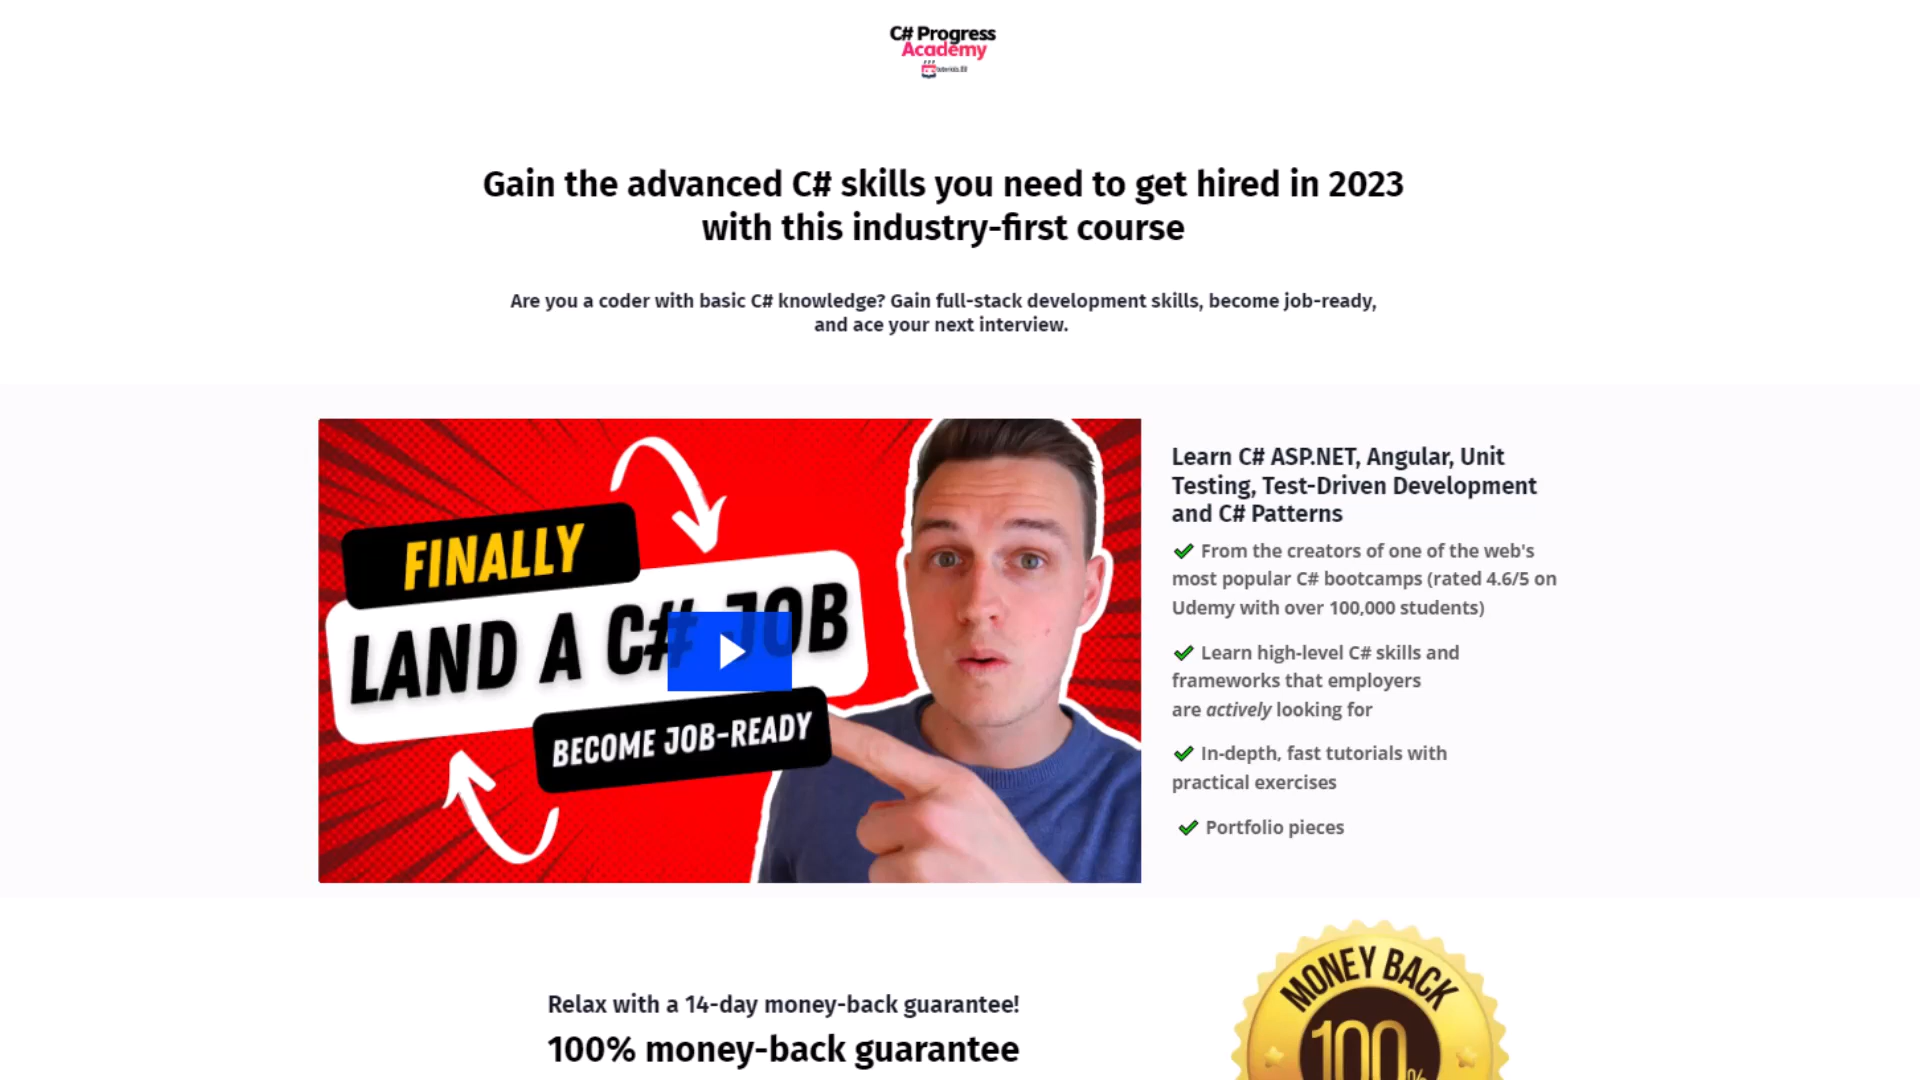 C# Progress
Academy
Gain the advanced C# skills you need to get hired in 2023
with this industry-first course
Are you a coder with basic C# knowledge? Gain full-stack development skills, become job-ready,
and ace your next interview.
FINALLY
LAND A C# JOB
BECOME JOB-READY
Learn C# ASP.NET, Angular, Unit
Testing, Test-Driven Development
and C# Patterns
From the creators of one of the web's
most popular C# bootcamps (rated 4.6/5 on
Udemy with over 100,000 students)
Learn high-level C# skills and
frameworks that employers
are actively looking for
In-depth, fast tutorials with
practical exercises
Portfolio pieces
Relax with a 14-day money-back guarantee!
100% money-back guarantee
MONEY BACK
100%